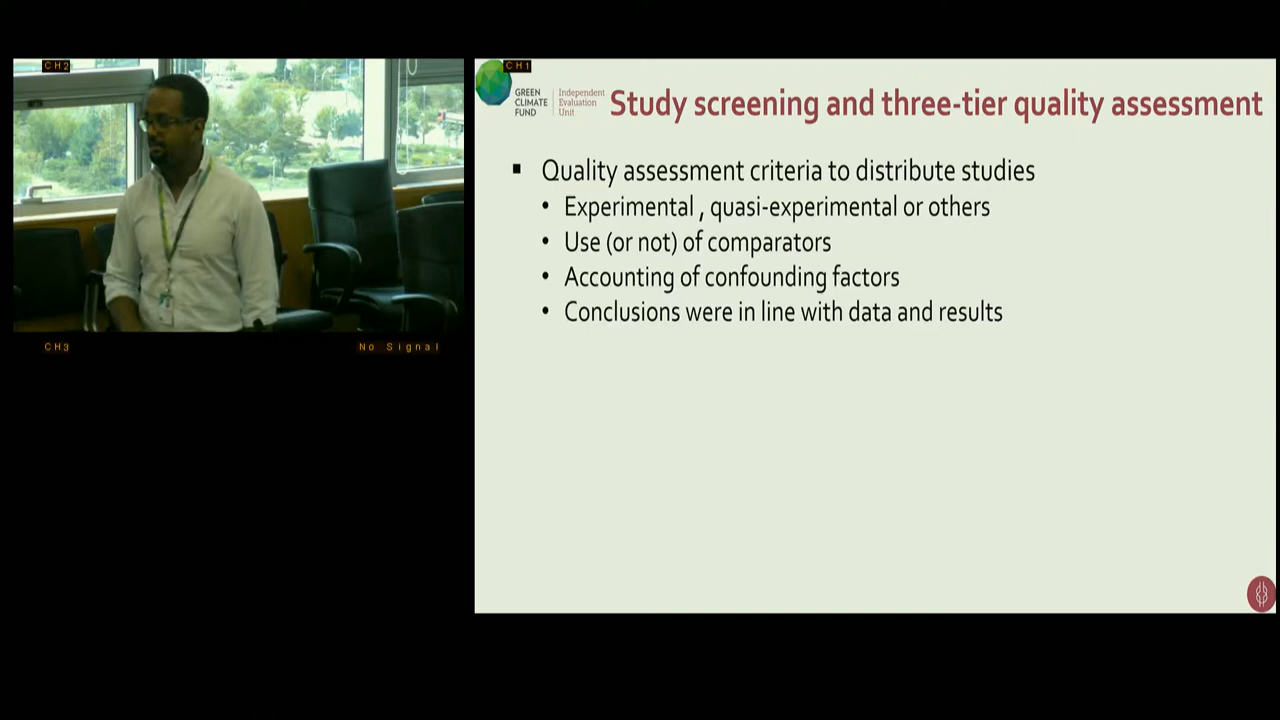 CH2
CH1
GREEN
CLIMATE
FUND
Independent
Evaluation
Unit
Study screening and three-tier quality assessment
Quality assessment criteria to distribute studies
Experimental , quasi-experimental or others
Use (or not) of comparators
Accounting of confounding factors
Conclusions were in line with data and results
CH3
No Signal